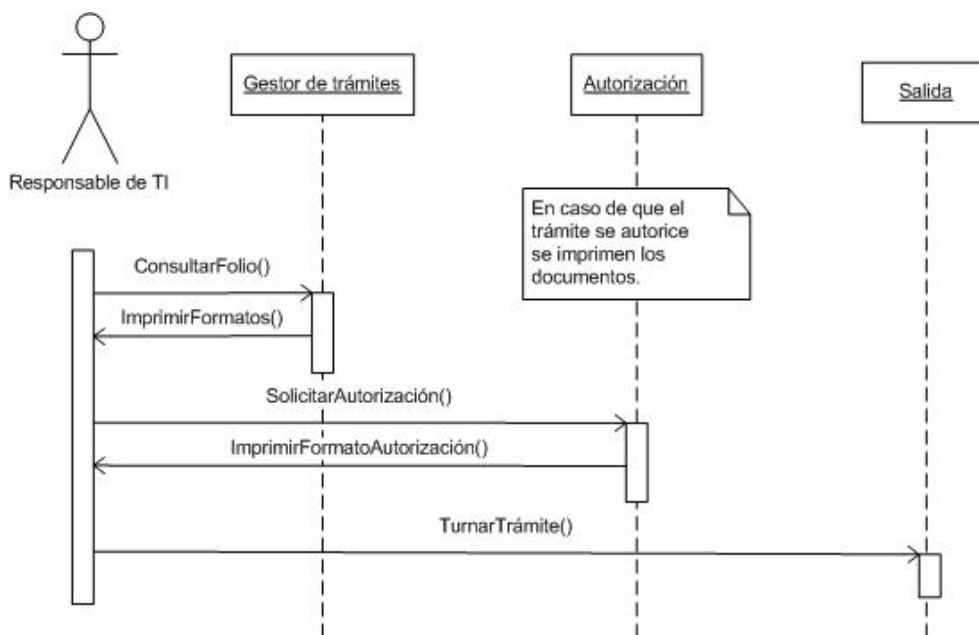 Gestor de trámites
Autorización
Salida
Responsable de TI
En caso de que el
trámite se autorice
se imprimen los
documentos.
ConsultarFolio()
ImprimirFormatos()
SolicitarAutorización()
ImprimirFormatoAutorización()
TurnarTrámite()